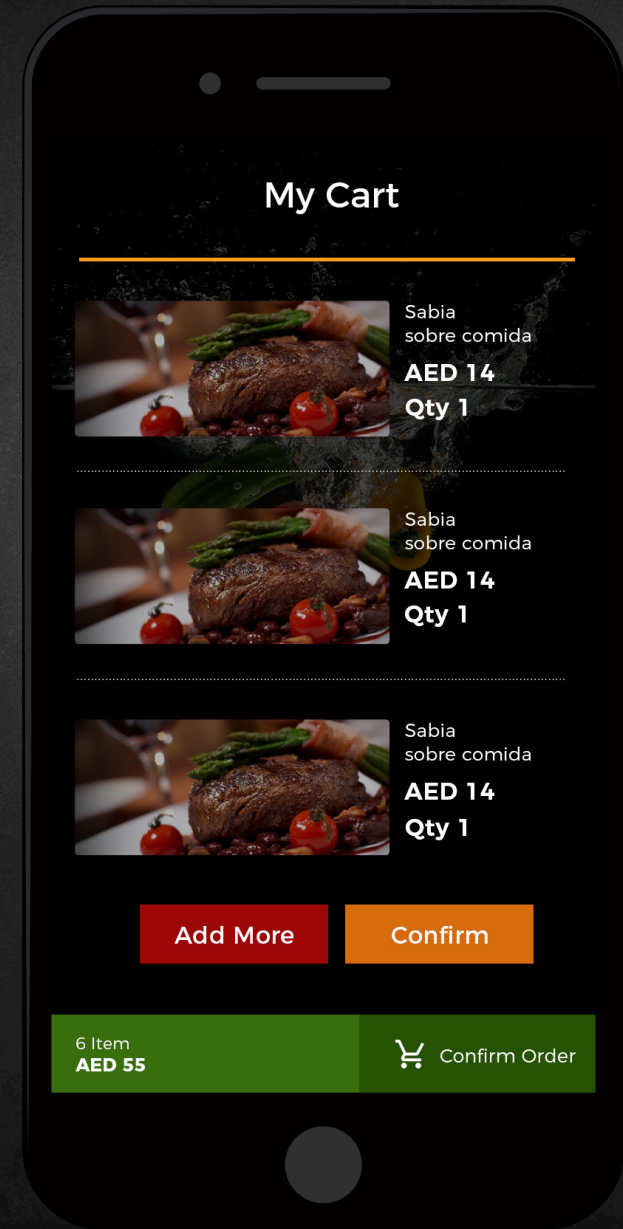 My Cart
Sabia
sobre comida
AED 14
Qty 1
Sabia
sobre comida
AED 14
Qty 1
Sabia
sobre comida
AED 14
Qty 1
Add More
Confirm
6 Item
AED 55
Confirm Order